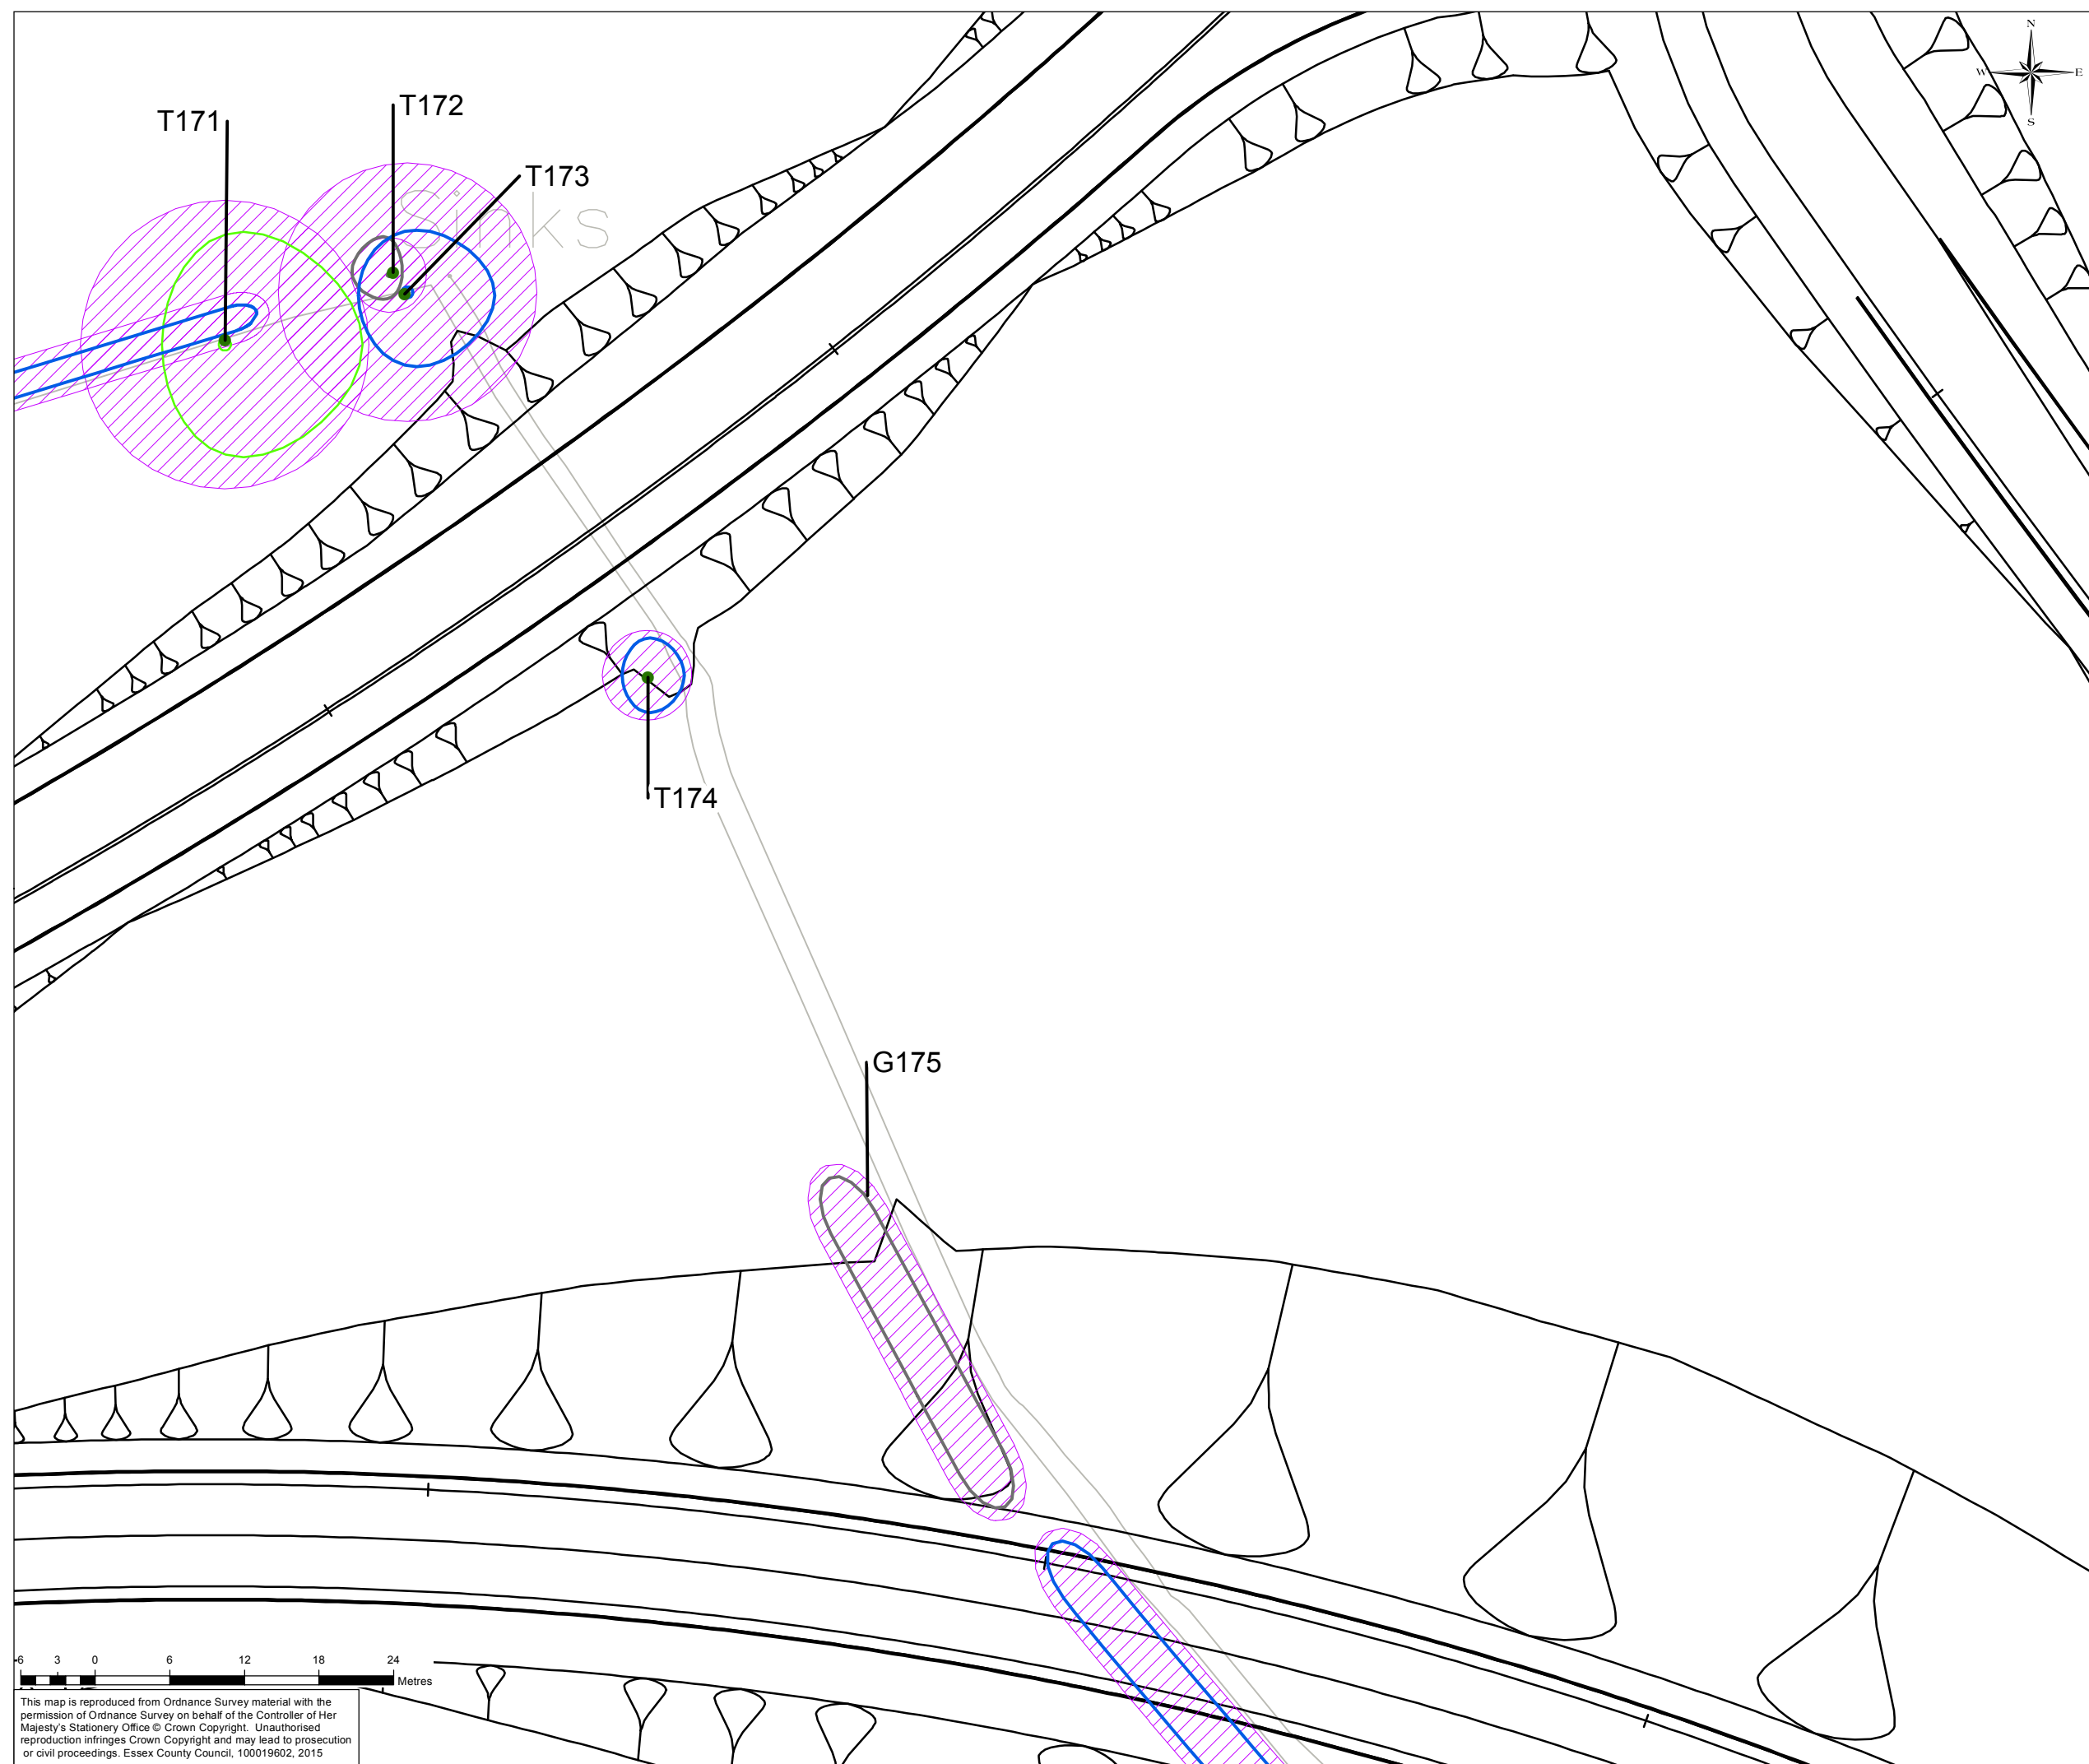 N
W E
S
T171
T172
T173
Sinks
T174
G175
6 3 0 6 12 18 24
Metres
This map is reproduced from Ordnance Survey material with the
permission of Ordnance Survey on behalf of the Controller of Her
Majesty's Stationery Office © Crown Copyright. Unauthorised
reproduction infringes Crown Copyright and may lead to prosecution
or civil proceedings. Essex County Council, 100019602, 2015